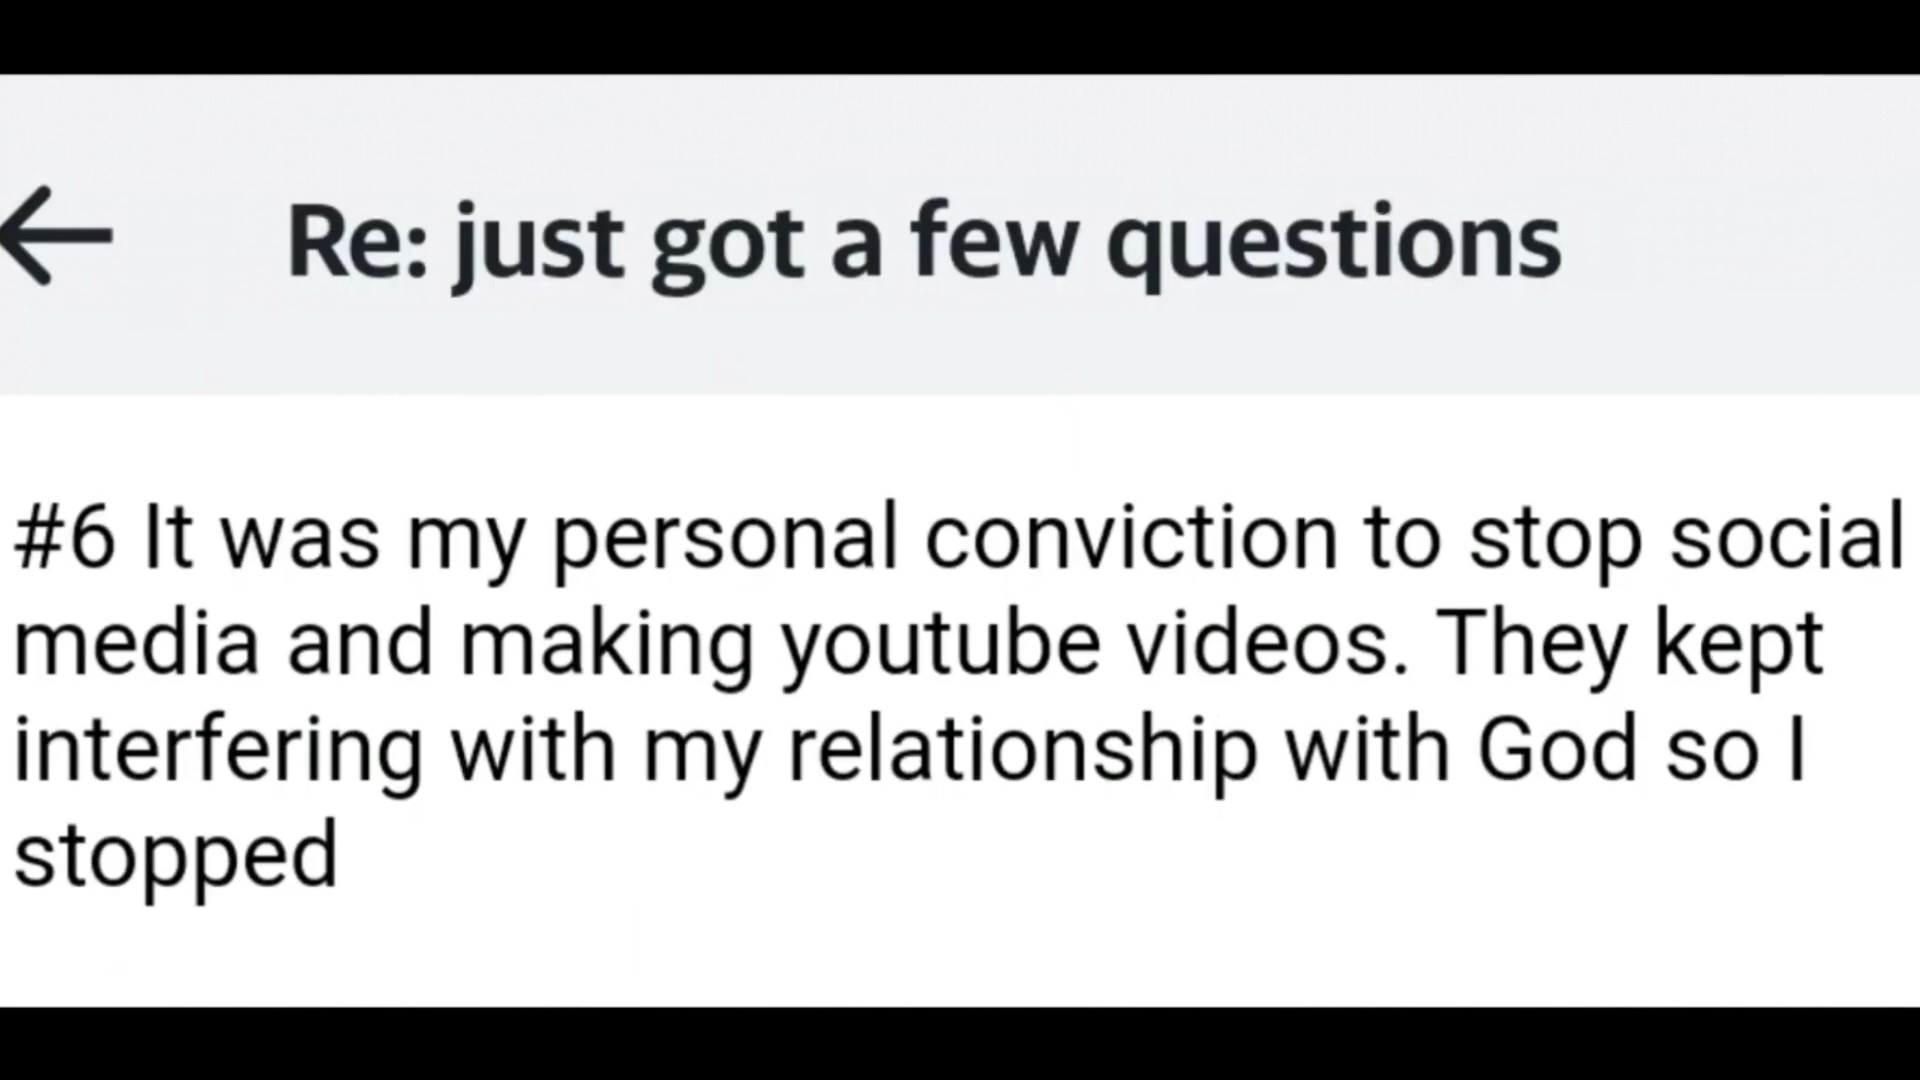 Re: just got a few questions
#6 It was my personal conviction to stop social
media and making youtube videos. They kept
interfering with my relationship with God so I
stopped